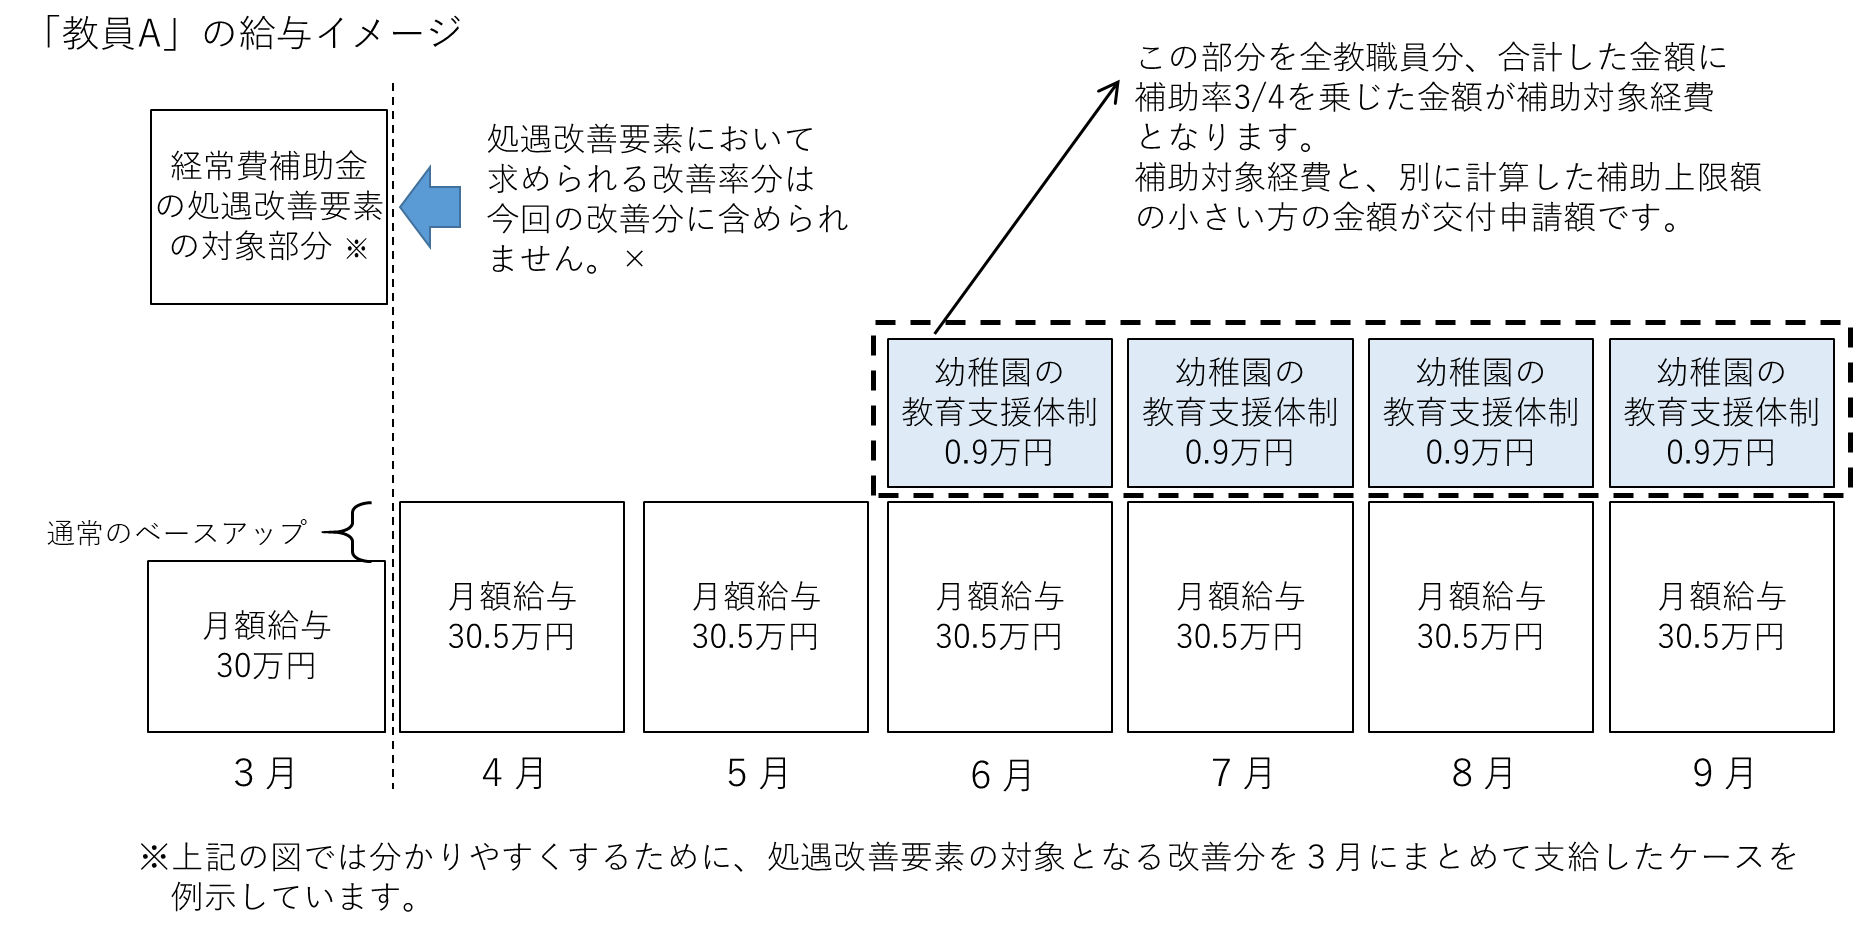 「教員A」の給与イメージ
この部分を全教職員分、合計した金額に
補助率3/4を乗じた金額が補助対象経費
となります。
補助対象経費と、別に計算した補助上限額
の小さい方の金額が交付申請額です。
経常費補助金
の処遇改善要素
の対象部分 ※
処遇改善要素において
求められる改善率分は
今回の改善分に含められ
ません。×
幼稚園の
教育支援体制
0.9万円
幼稚園の
教育支援体制
0.9万円
幼稚園の
教育支援体制
0.9万円
幼稚園の
教育支援体制
0.9万円
通常のベースアップ
月額給与
30万円
月額給与
30.5万円
月額給与
30.5万円
月額給与
30.5万円
月額給与
30.5万円
月額給与
30.5万円
月額給与
30.5万円
３月
４月
５月
６月
７月
８月
９月
※上記の図では分かりやすくするために、処遇改善要素の対象となる改善分を３月にまとめて支給したケースを
例示しています。